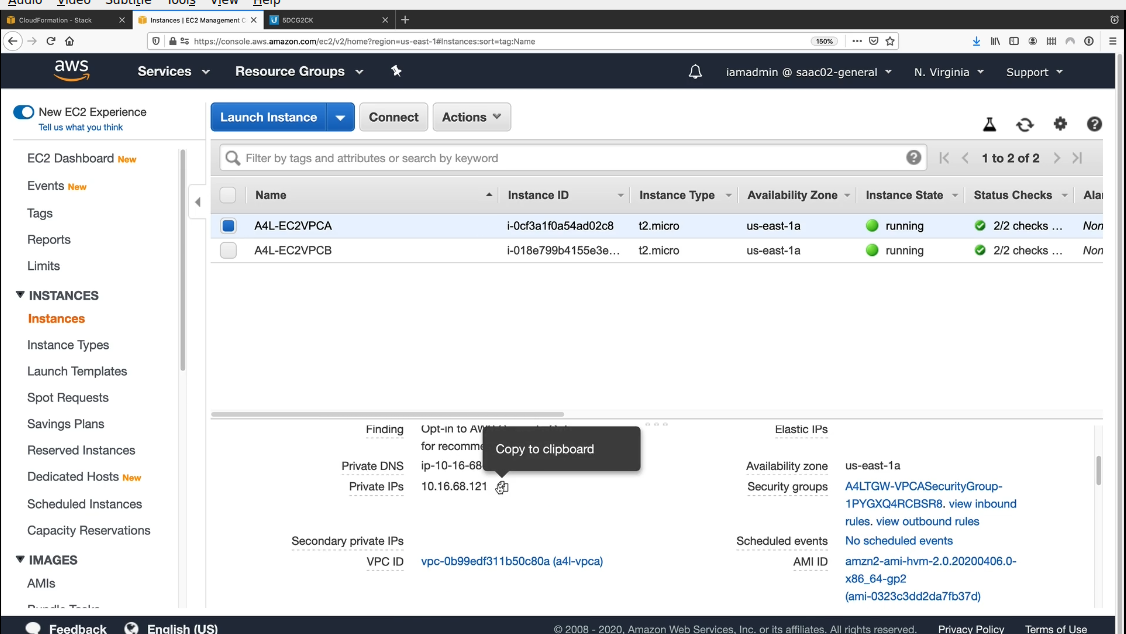 Audio Video Subtitle Tools View Help
CloudFormation - Stack
Instances | EC2 Management C
5DCG2CK
https://console.aws.amazon.com/ec2/v2/home?region=us-east-1#Instances:sort=tag:Name
150%
aws
Services
Resource Groups
iamadmin @ saac02-general
N. Virginia
Support
New EC2 Experience
Tell us what you think
EC2 Dashboard New
Events New
Tags
Reports
Limits
INSTANCES
Instances
Instance Types
Launch Templates
Spot Requests
Savings Plans
Reserved Instances
Dedicated Hosts New
Scheduled Instances
Capacity Reservations
IMAGES
AMIs
Bundle Tasks
Launch Instance
Connect
Actions
Filter by tags and attributes or search by keyword
1 to 2 of 2
Name Instance ID Instance Type Availability Zone Instance State Status Checks Alar
A4L-EC2VPCA i-0cf3a1f0a54ad02c8 t2.micro us-east-1a running 2/2 checks ... Non
A4L-EC2VPCB i-018e799b4155e3e... t2.micro us-east-1a running 2/2 checks ... Non
Finding Opt-in to AW
for recomme
Copy to clipboard
Private DNS ip-10-16-68
Private IPs 10.16.68.121
Secondary private IPs
VPC ID vpc-0b99edf311b50c80a (a4l-vpca)
Elastic IPs
Availability zone us-east-1a
Security groups A4LTGW-VPCASecurityGroup-
1PYGXQ4RCBSR8. view inbound
rules. view outbound rules
Scheduled events No scheduled events
AMI ID amzn2-ami-hvm-2.0.20200406.0-
x86_64-gp2
(ami-0323c3dd2da7fb37d)
Feedback
English (US)
© 2008 - 2020, Amazon Web Services, Inc. or its affiliates. All rights reserved.
Privacy Policy
Terms of Use